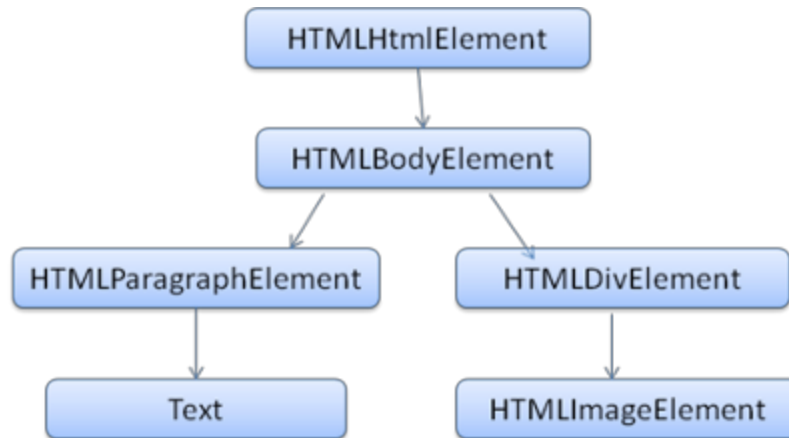 HTMLHtmlElement
HTMLBodyElement
HTMLParagraphElement
HTMLDivElement
Text
HTMLImageElement